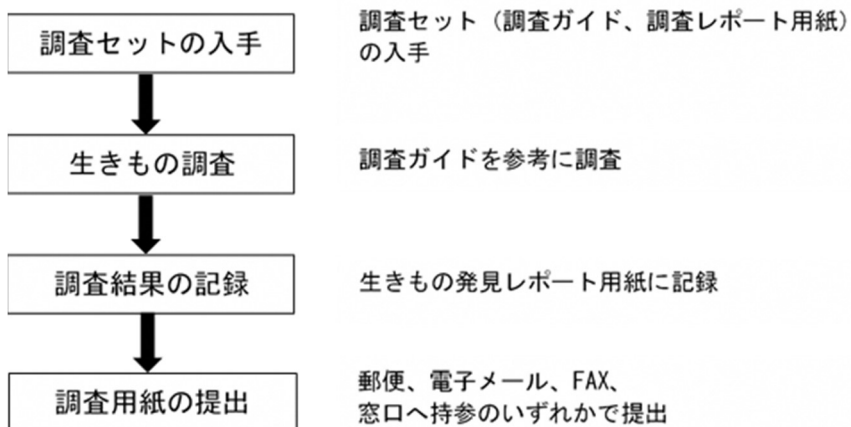 調査セットの入手
調査セット（調査ガイド、調査レポート用紙）
の入手
生きもの調査
調査ガイドを参考に調査
調査結果の記録
生きもの発見レポート用紙に記録
調査用紙の提出
郵便、電子メール、FAX、
窓口へ持参のいずれかで提出